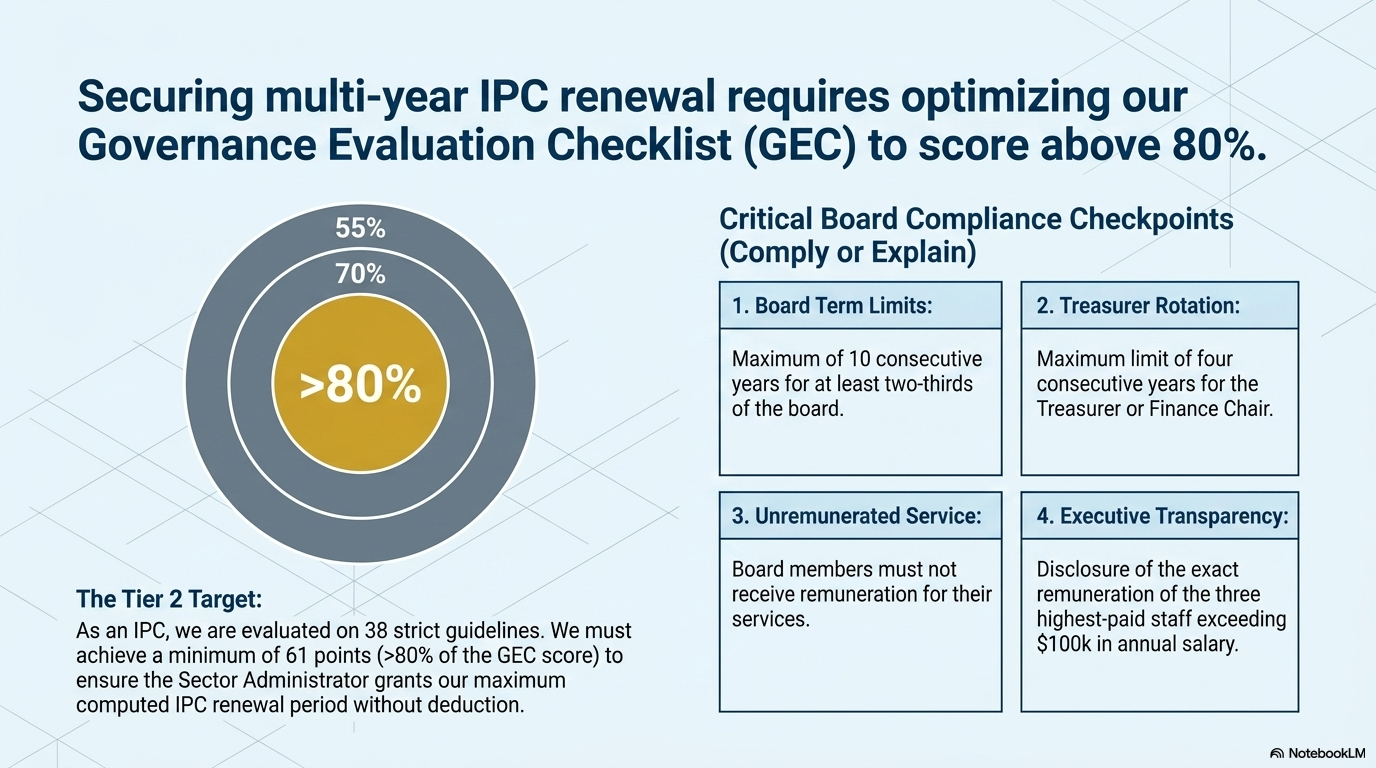 Securing multi-year IPC renewal requires optimizing our
Governance Evaluation Checklist (GEC) to score above 80%.
55%
70%
>80%
The Tier 2 Target:
As an IPC, we are evaluated on 38 strict guidelines. We must
achieve a minimum of 61 points (>80% of the GEC score) to
ensure the Sector Administrator grants our maximum
computed IPC renewal period without deduction.
Critical Board Compliance Checkpoints
(Comply or Explain)
1. Board Term Limits:
Maximum of 10 consecutive
years for at least two-thirds
of the board.
2. Treasurer Rotation:
Maximum limit of four
consecutive years for the
Treasurer or Finance Chair.
3. Unremunerated Service:
Board members must not
receive remuneration for their
services.
4. Executive Transparency:
Disclosure of the exact
remuneration of the three
highest-paid staff exceeding
$100k in annual salary.
NotebookLM